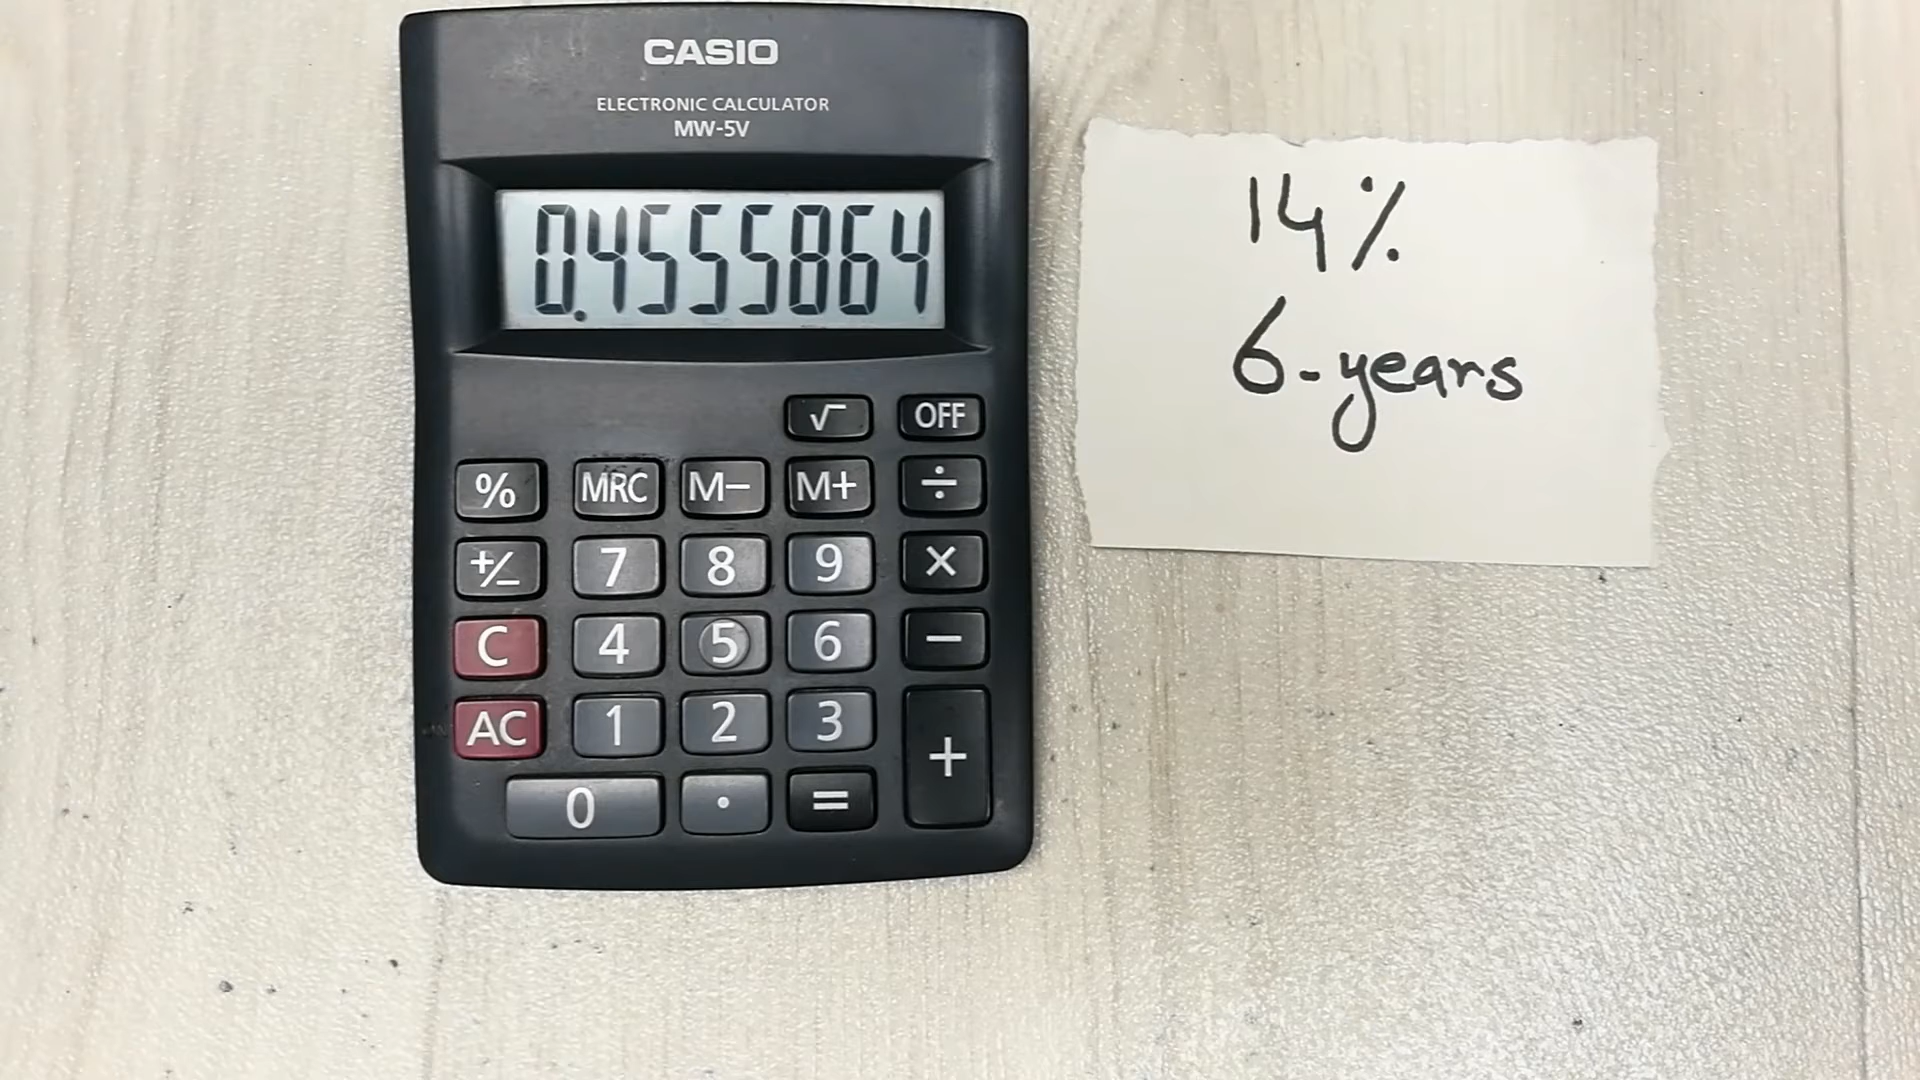 CASIO
ELECTRONIC CALCULATOR
MW-5V
0.4555864
14%
6-years
√ OFF
% MRC M− M+ ÷
+/− 7 8 9 ×
C 4 5 6 −
AC 1 2 3 +
0 · =